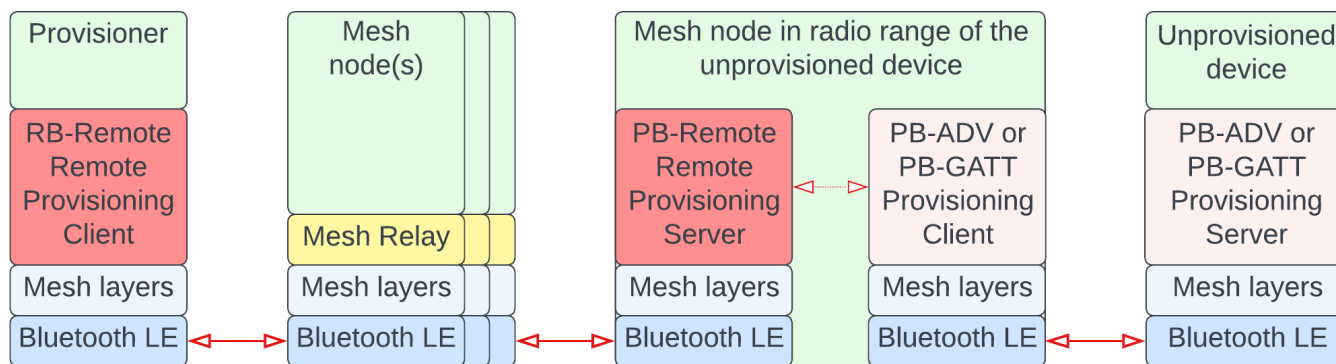 Provisioner
RB-Remote
Remote
Provisioning
Client
Mesh layers
Bluetooth LE
Mesh
node(s)
Mesh Relay
Mesh layers
Bluetooth LE
Mesh node in radio range of the
unprovisioned device
PB-Remote
Remote
Provisioning
Server
Mesh layers
Bluetooth LE
PB-ADV or
PB-GATT
Provisioning
Client
Mesh layers
Bluetooth LE
Unprovisioned
device
PB-ADV or
PB-GATT
Provisioning
Server
Mesh layers
Bluetooth LE